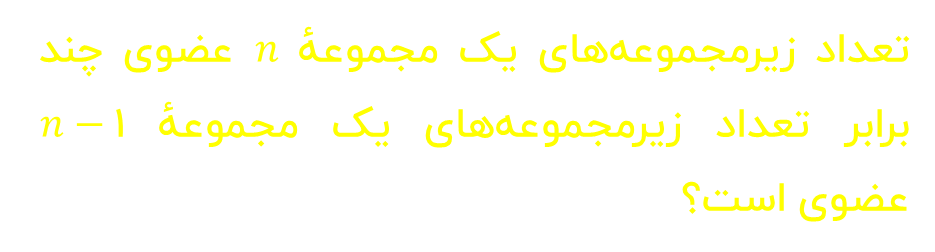 تعداد زیرمجموعه‌های یک مجموعهٔ n عضوی چند
برابر تعداد زیرمجموعه‌های یک مجموعهٔ n − ۱
عضوی است؟